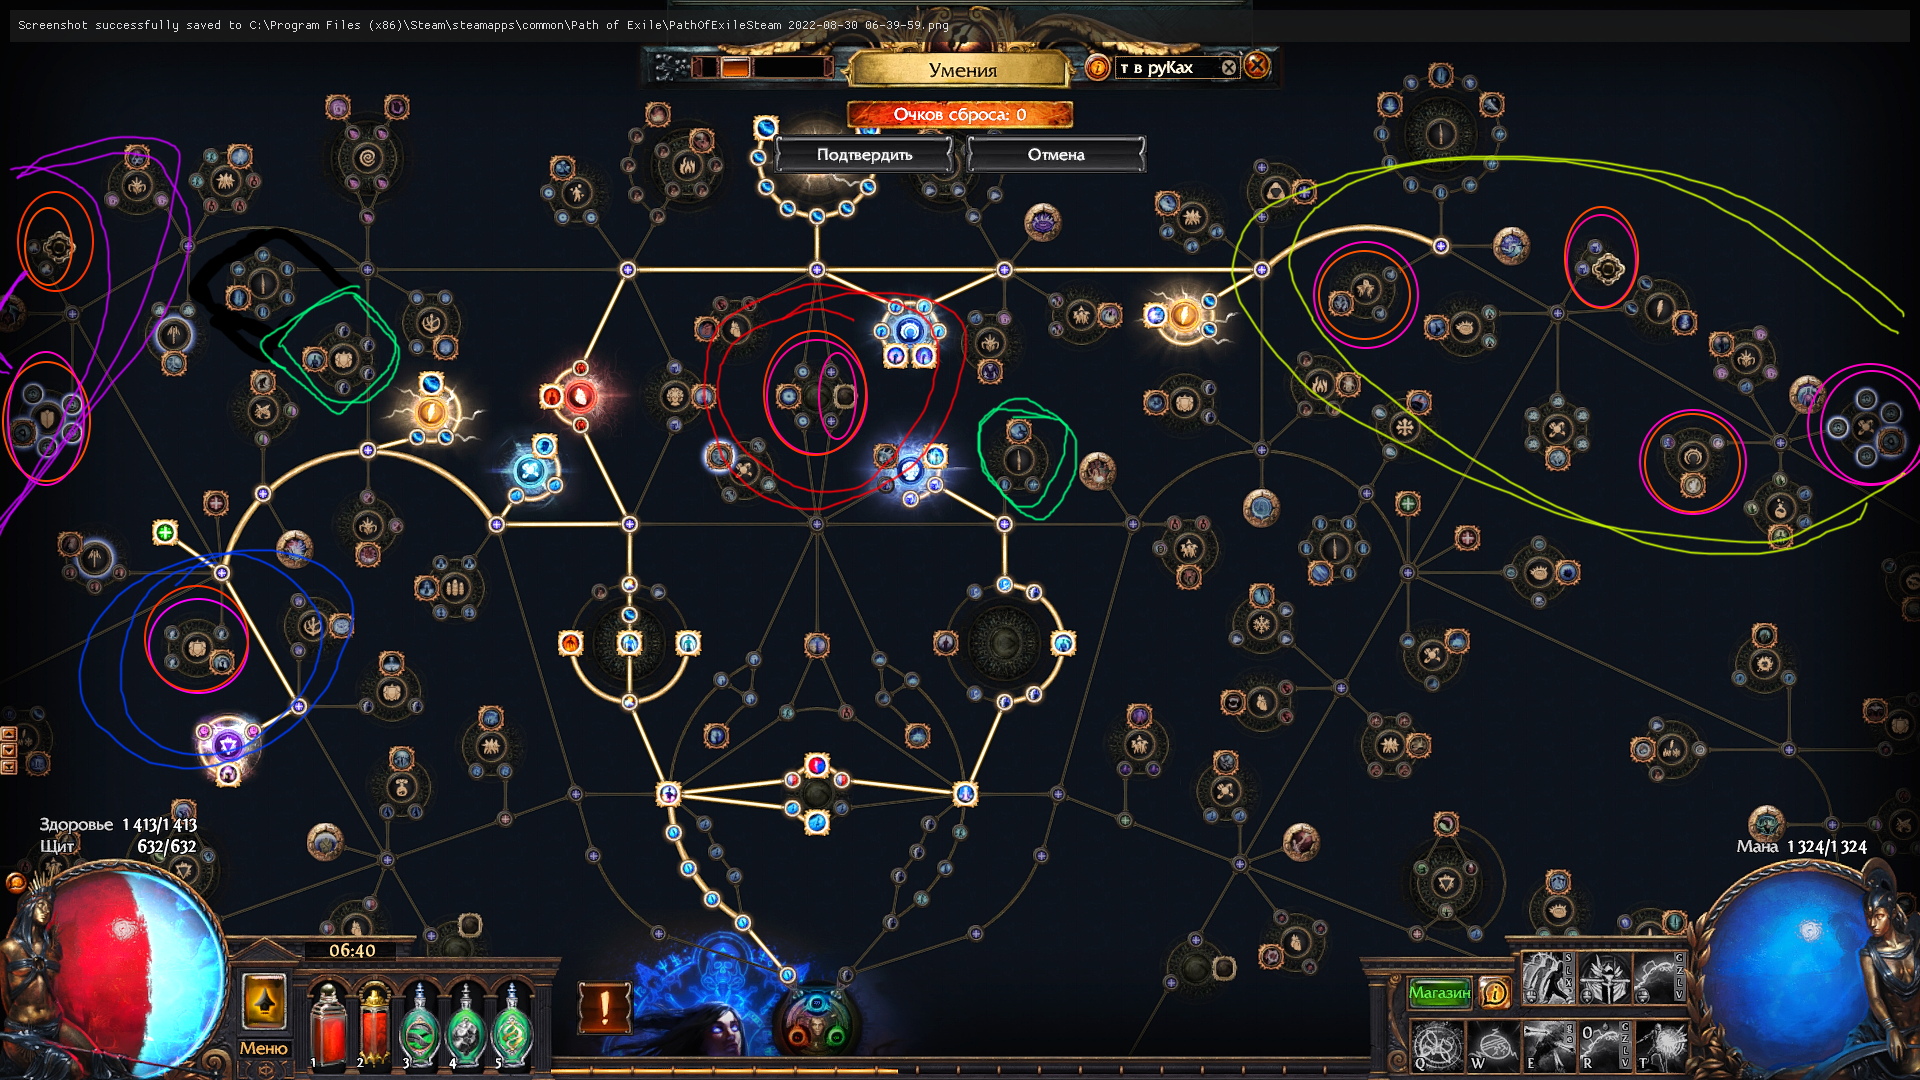 Screenshot successfully saved to C:\Program Files (x86)\Steam\steamapps\common\Path of Exile\PathOfExileSteam 2022-08-30 06-39-59.png
Умения
т в руКах
Очков сброса: 0
Подтвердить
Отмена
Здоровье 1 413/1 413
Щит 632/632
Мана 1 324/1 324
06:40
Меню
1
2
3
4
5
Магазин
S
L
X
G
Z
L
V
Q
W
E
R
T
O
G
Z
L
V